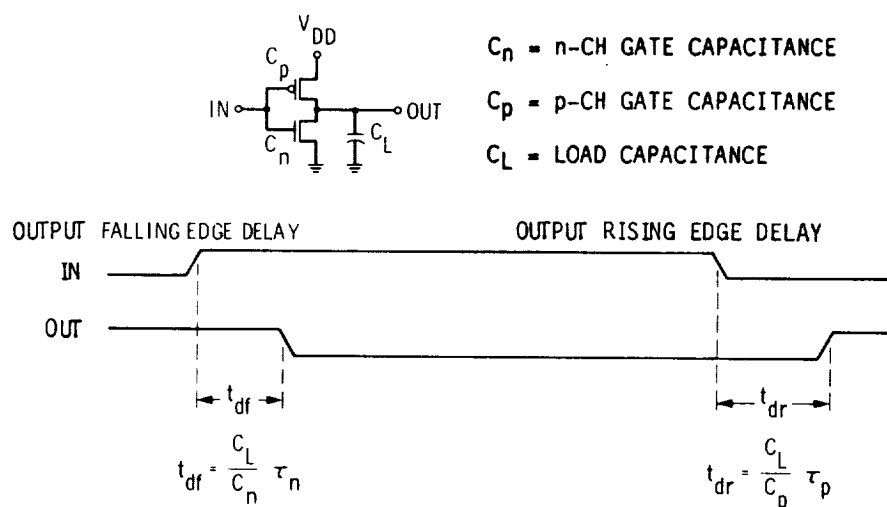 V_DD
C_n = n-CH GATE CAPACITANCE
C_p
C_p = p-CH GATE CAPACITANCE
IN
OUT
C_n
C_L
C_L = LOAD CAPACITANCE
OUTPUT FALLING EDGE DELAY
OUTPUT RISING EDGE DELAY
IN
OUT
t_df
t_dr
t_df = C_L/C_n τ_n
t_dr = C_L/C_p τ_p